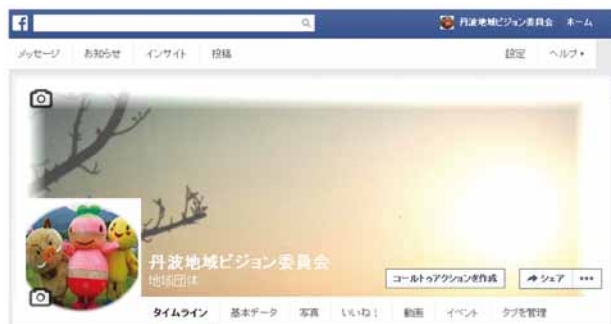 f 丹波地域ビジョン委員会 ホーム
メッセージ お知らせ インサイト 投稿 設定 ヘルプ
丹波地域ビジョン委員会
地域団体
コールトゥアクションを作成 シェア •••
タイムライン 基本データ 写真 いいね! 動画 イベント タブを管理